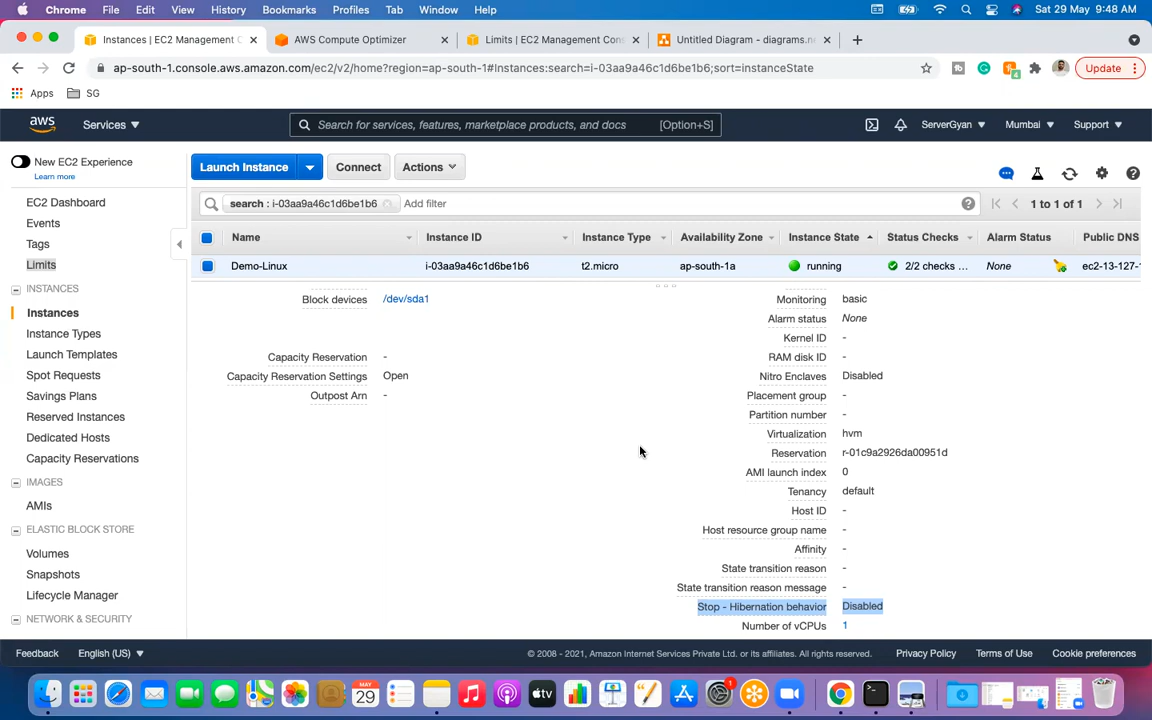 Chrome File Edit View History Bookmarks Profiles Tab Window Help Sat 29 May 9:48 AM
Instances | EC2 Management C AWS Compute Optimizer Limits | EC2 Management Cons Untitled Diagram - diagrams.ne
ap-south-1.console.aws.amazon.com/ec2/v2/home?region=ap-south-1#Instances:search=i-03aa9a46c1d6be1b6;sort=instanceState Update
Apps SG
aws Services Search for services, features, marketplace products, and docs [Option+S] ServerGyan Mumbai Support
New EC2 Experience
Learn more
EC2 Dashboard
Events
Tags
Limits
INSTANCES
Instances
Instance Types
Launch Templates
Spot Requests
Savings Plans
Reserved Instances
Dedicated Hosts
Capacity Reservations
IMAGES
AMIs
ELASTIC BLOCK STORE
Volumes
Snapshots
Lifecycle Manager
NETWORK & SECURITY
Launch Instance Connect Actions
search : i-03aa9a46c1d6be1b6 Add filter 1 to 1 of 1
Name Instance ID Instance Type Availability Zone Instance State Status Checks Alarm Status Public DNS
Demo-Linux i-03aa9a46c1d6be1b6 t2.micro ap-south-1a running 2/2 checks ... None ec2-13-127-
Block devices /dev/sda1
Capacity Reservation -
Capacity Reservation Settings Open
Outpost Arn -
Monitoring basic
Alarm status None
Kernel ID -
RAM disk ID -
Nitro Enclaves Disabled
Placement group -
Partition number -
Virtualization hvm
Reservation r-01c9a2926da00951d
AMI launch index 0
Tenancy default
Host ID -
Host resource group name -
Affinity -
State transition reason -
State transition reason message -
Stop - Hibernation behavior Disabled
Number of vCPUs 1
Feedback English (US) © 2008 - 2021, Amazon Internet Services Private Ltd. or its affiliates. All rights reserved. Privacy Policy Terms of Use Cookie preferences
MAY
29
tv
1